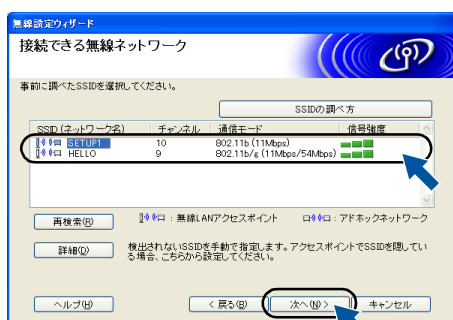 無線設定ウィザード
接続できる無線ネットワーク
事前に調べたSSIDを選択してください。
SSIDの調べ方
SSID(ネットワーク名) チャンネル 通信モード 信号強度
SETUP1 10 802.11b (11Mbps)
HELLO 9 802.11b/g (11Mbps/54Mbps)
再検索(R) :無線LANアクセスポイント :アドホックネットワーク
詳細(D) 検出されないSSIDを手動で指定します。アクセスポイントでSSIDを隠してい
る場合、こちらから設定してください。
ヘルプ(H) <戻る(B) 次へ(N)> キャンセル